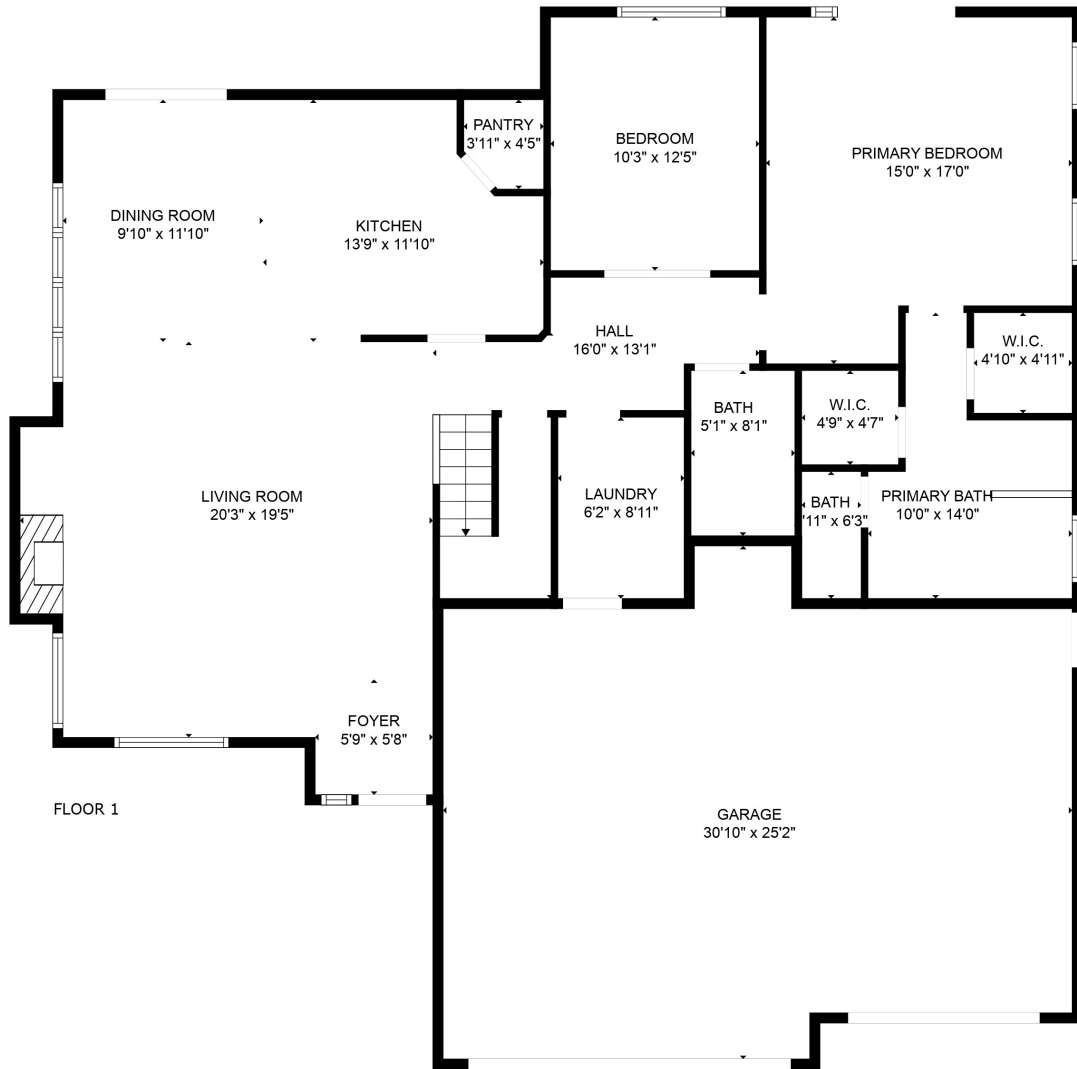 PANTRY
3'11" x 4'5"
BEDROOM
10'3" x 12'5"
PRIMARY BEDROOM
15'0" x 17'0"
DINING ROOM
9'10" x 11'10"
KITCHEN
13'9" x 11'10"
HALL
16'0" x 13'1"
W.I.C.
4'10" x 4'11"
BATH
5'1" x 8'1"
W.I.C.
4'9" x 4'7"
LIVING ROOM
20'3" x 19'5"
LAUNDRY
6'2" x 8'11"
BATH
'11" x 6'3"
PRIMARY BATH
10'0" x 14'0"
FOYER
5'9" x 5'8"
FLOOR 1
GARAGE
30'10" x 25'2"